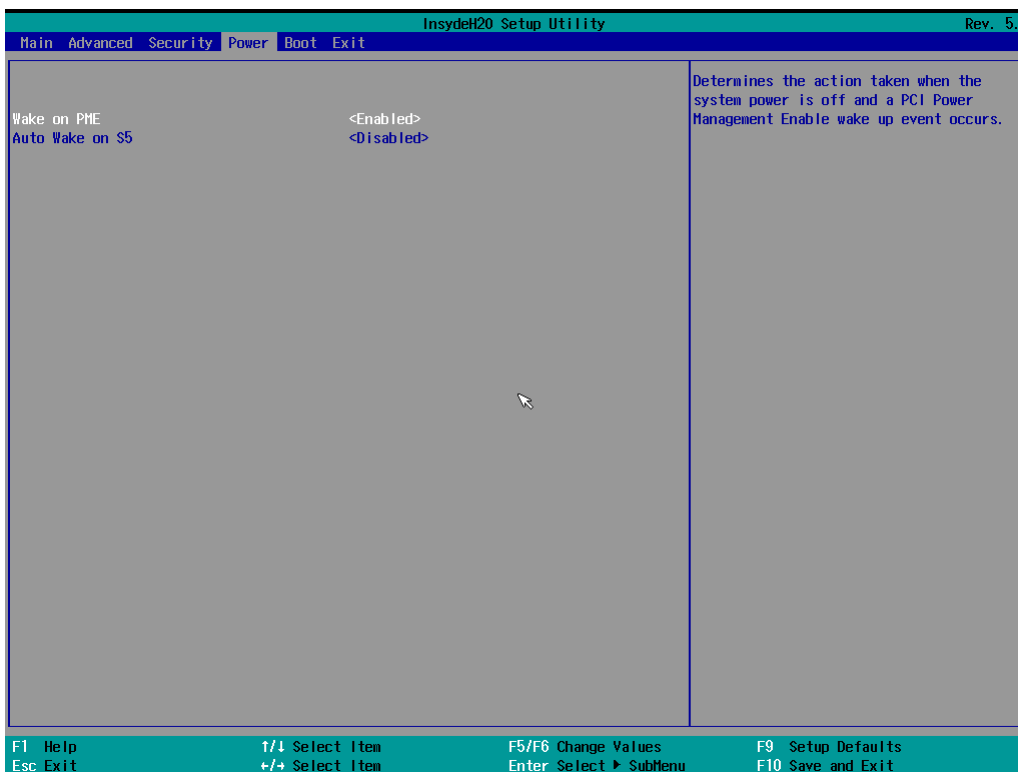 InsydeH20 Setup Utility Rev. 5.
Main Advanced Security Power Boot Exit
Determines the action taken when the
system power is off and a PCI Power
Management Enable wake up event occurs.
Wake on PME <Enabled>
Auto Wake on S5 <Disabled>
F1 Help ↑/↓ Select Item F5/F6 Change Values F9 Setup Defaults
Esc Exit ←/→ Select Item Enter Select ▶ SubMenu F10 Save and Exit